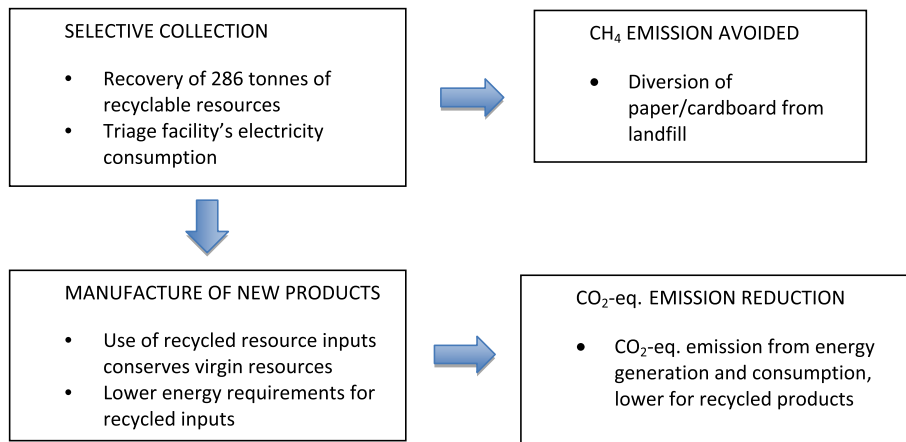 SELECTIVE COLLECTION
• Recovery of 286 tonnes of
recyclable resources
• Triage facility's electricity
consumption
CH₄ EMISSION AVOIDED
• Diversion of
paper/cardboard from
landfill
MANUFACTURE OF NEW PRODUCTS
• Use of recycled resource inputs
conserves virgin resources
• Lower energy requirements for
recycled inputs
CO₂-eq. EMISSION REDUCTION
• CO₂-eq. emission from energy
generation and consumption,
lower for recycled products